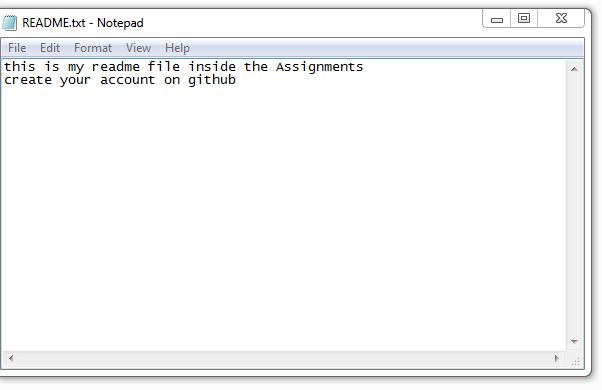 README.txt - Notepad
File Edit Format View Help
this is my readme file inside the Assignments
create your account on github